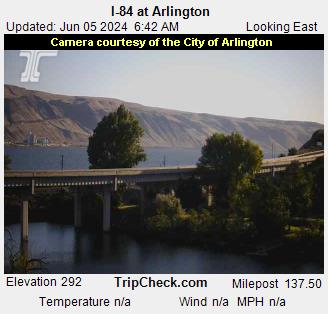 I-84 at Arlington
Updated: Jun 05 2024 6:42 AM Looking East
Camera courtesy of the City of Arlington
Elevation 292 TripCheck.com Milepost 137.50
Temperature n/a Wind n/a MPH n/a